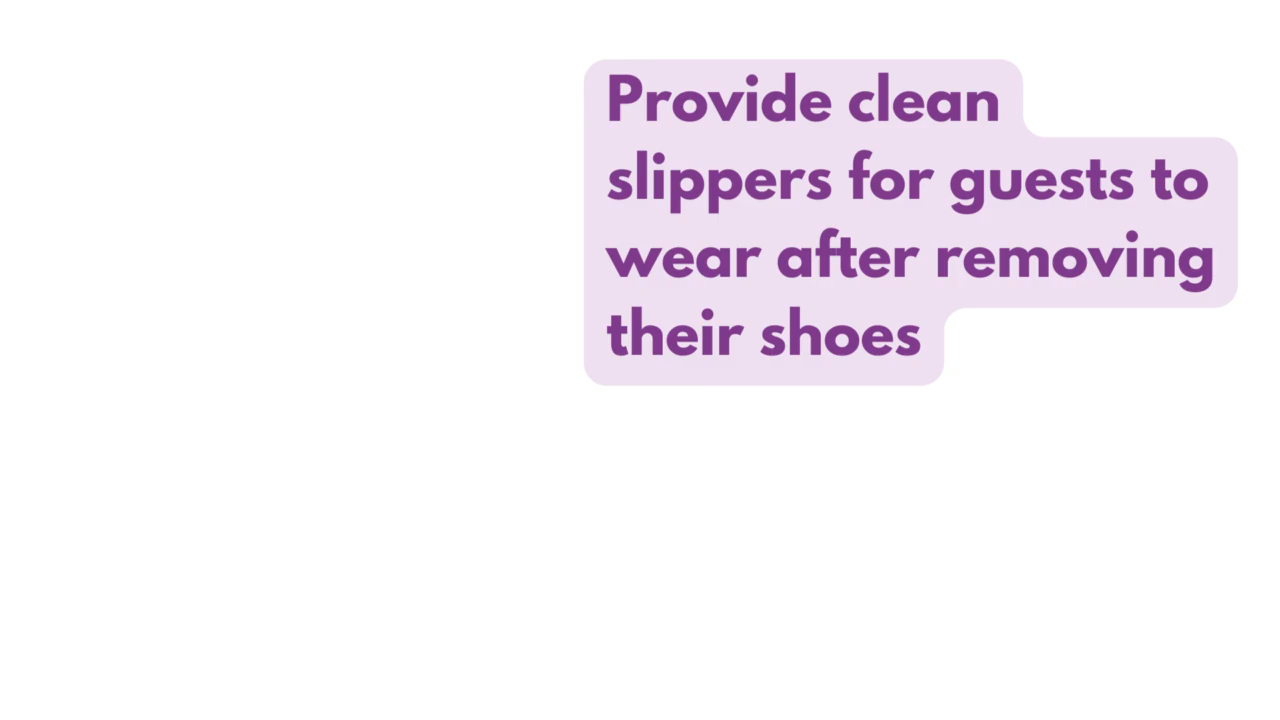 Provide clean
slippers for guests to
wear after removing
their shoes